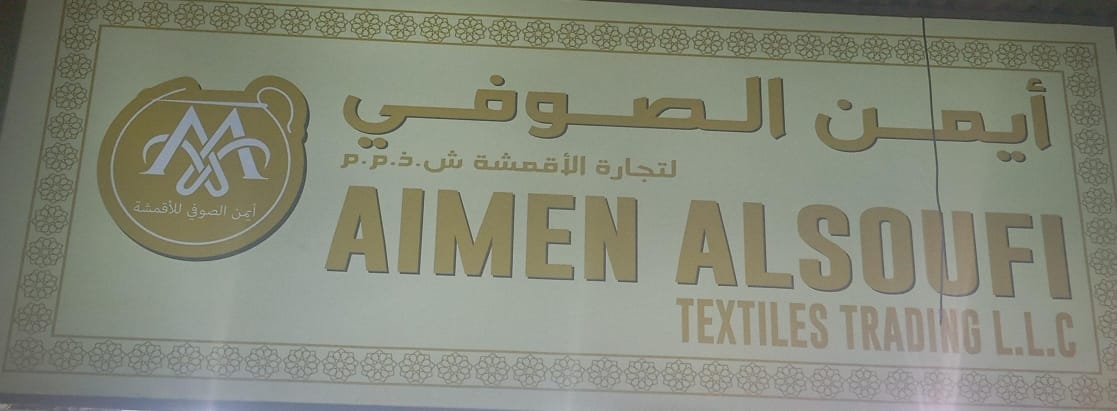 أيمن الصوفي
لتجارة الأقمشة ش.ذ.م.م
AIMEN ALSOUFI
TEXTILES TRADING L.L.C
أيمن الصوفي للأقمشة